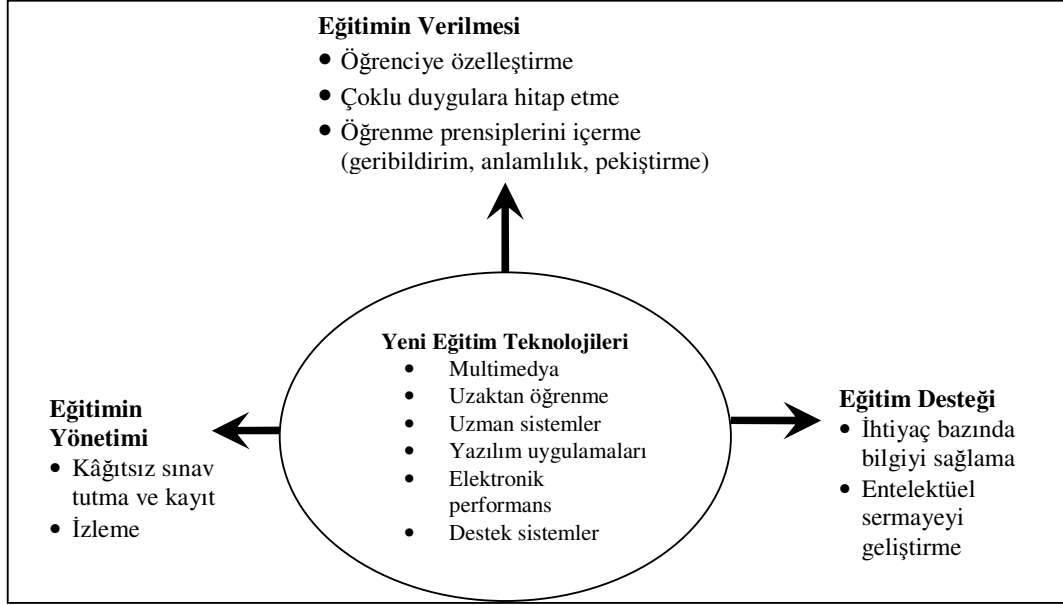 Eğitimin Verilmesi
• Öğrenciye özelleştirme
• Çoklu duygulara hitap etme
• Öğrenme prensiplerini içerme
(geribildirim, anlamlılık, pekiştirme)
Yeni Eğitim Teknolojileri
• Multimedya
• Uzaktan öğrenme
• Uzman sistemler
• Yazılım uygulamaları
• Elektronik
performans
• Destek sistemler
Eğitimin
Yönetimi
• Kâğıtsız sınav
tutma ve kayıt
• İzleme
Eğitim Desteği
• İhtiyaç bazında
bilgiyi sağlama
• Entelektüel
sermayeyi
geliştirme